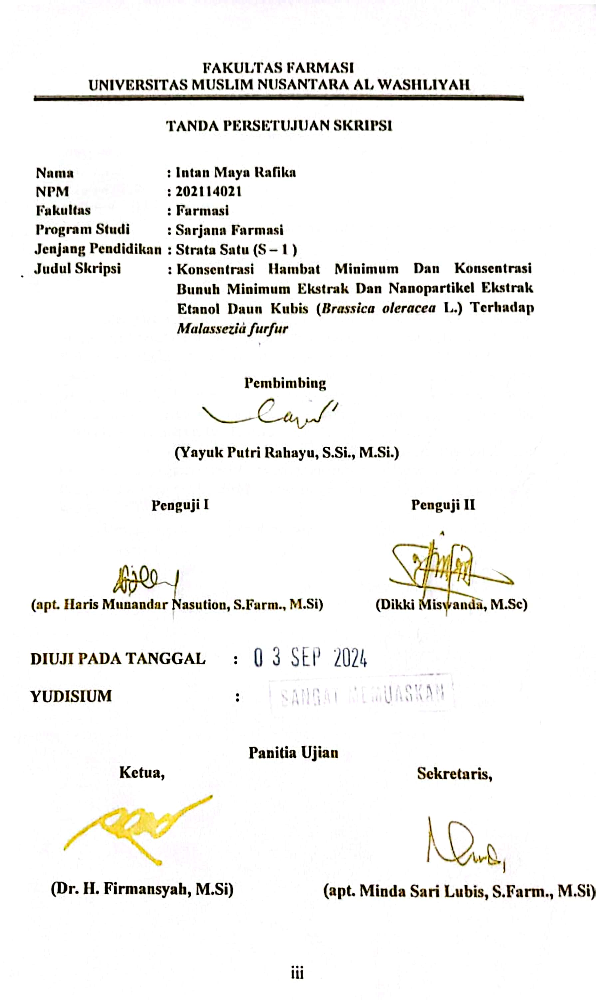 FAKULTAS FARMASI
UNIVERSITAS MUSLIM NUSANTARA AL WASHLIYAH
TANDA PERSETUJUAN SKRIPSI
Nama : Intan Maya Rafika
NPM : 202114021
Fakultas : Farmasi
Program Studi : Sarjana Farmasi
Jenjang Pendidikan : Strata Satu (S – 1 )
Judul Skripsi : Konsentrasi Hambat Minimum Dan Konsentrasi
Bunuh Minimum Ekstrak Dan Nanopartikel Ekstrak
Etanol Daun Kubis (Brassica oleracea L.) Terhadap
Malassezia furfur
Pembimbing
(Yayuk Putri Rahayu, S.Si., M.Si.)
Penguji I Penguji II
(apt. Haris Munandar Nasution, S.Farm., M.Si) (Dikki Miswanda, M.Sc)
DIUJI PADA TANGGAL : 03 SEP 2024
YUDISIUM : SANGAT MEMUASKAN
Panitia Ujian
Ketua, Sekretaris,
(Dr. H. Firmansyah, M.Si) (apt. Minda Sari Lubis, S.Farm., M.Si)
iii